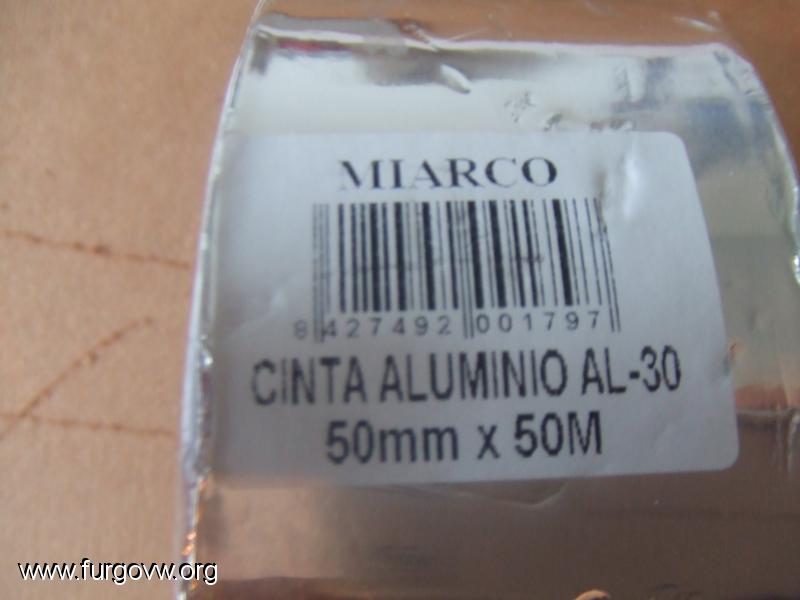 MIARCO
8 427492 001797
CINTA ALUMINIO AL-30
50mm x 50M
www.furgovw.org